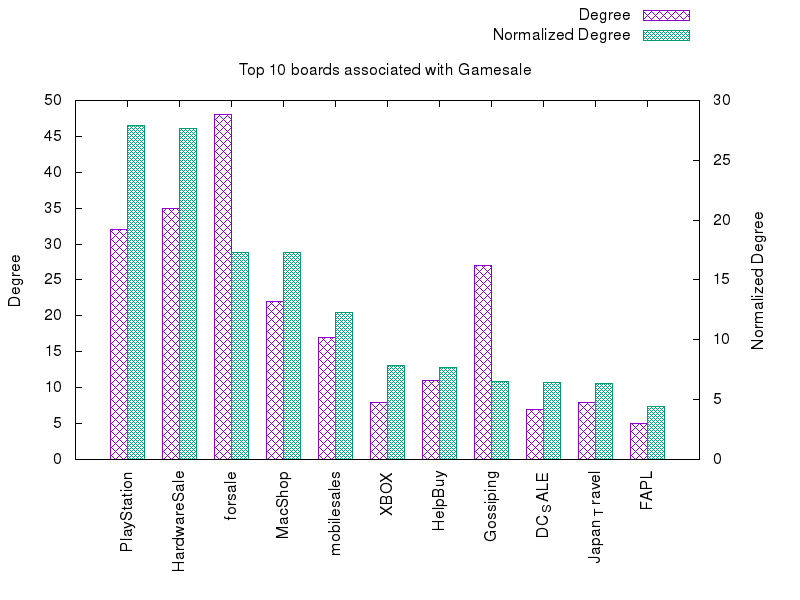 Degree
Normalized Degree
Top 10 boards associated with Gamesale
50
45
40
35
30
25
20
15
10
5
0
30
25
20
15
10
5
0
Degree
Normalized Degree
PlayStation
HardwareSale
forsale
MacShop
mobilesales
XBOX
HelpBuy
Gossiping
DCSALE
JapanTravel
FAPL